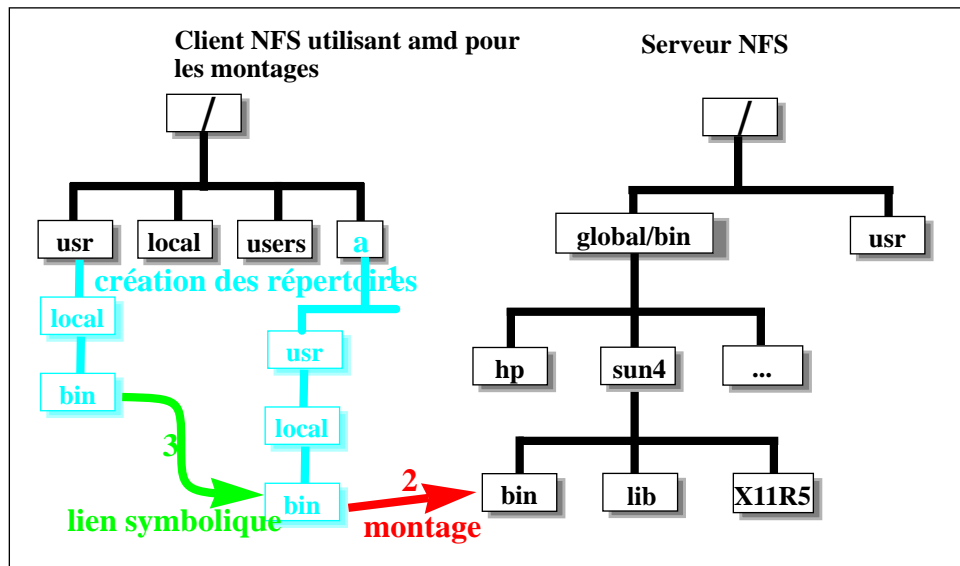 Client NFS utilisant amd pour
les montages
Serveur NFS
/
/
usr
local
users
a
global/bin
usr
création des répertoires
1
local
usr
hp
sun4
...
bin
local
3
2
bin
bin
lib
X11R5
lien symbolique
montage